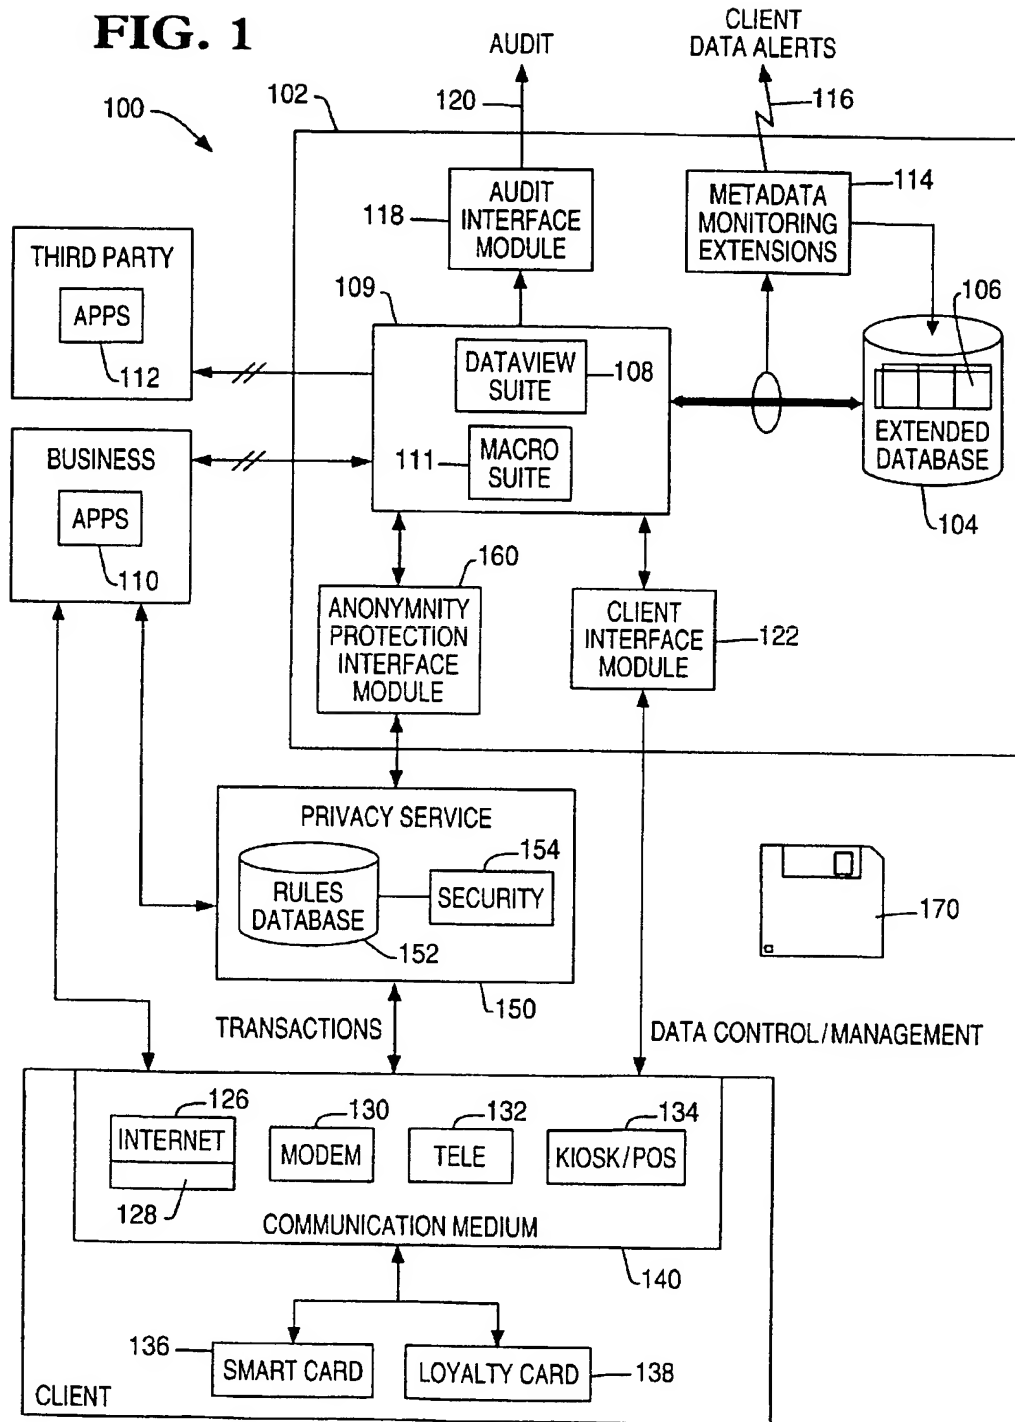 FIG. 1
AUDIT
CLIENT
DATA ALERTS
100
102
120
116
118
AUDIT
INTERFACE
MODULE
METADATA
MONITORING
EXTENSIONS
114
THIRD PARTY
APPS
112
109
DATAVIEW
SUITE
108
106
111
MACRO
SUITE
EXTENDED
DATABASE
104
BUSINESS
APPS
110
160
ANONYMNITY
PROTECTION
INTERFACE
MODULE
CLIENT
INTERFACE
MODULE
122
PRIVACY SERVICE
RULES
DATABASE
152
154
SECURITY
150
170
TRANSACTIONS
DATA CONTROL/MANAGEMENT
126
INTERNET
128
130
MODEM
132
TELE
134
KIOSK/POS
COMMUNICATION MEDIUM
140
136
SMART CARD
LOYALTY CARD
138
CLIENT